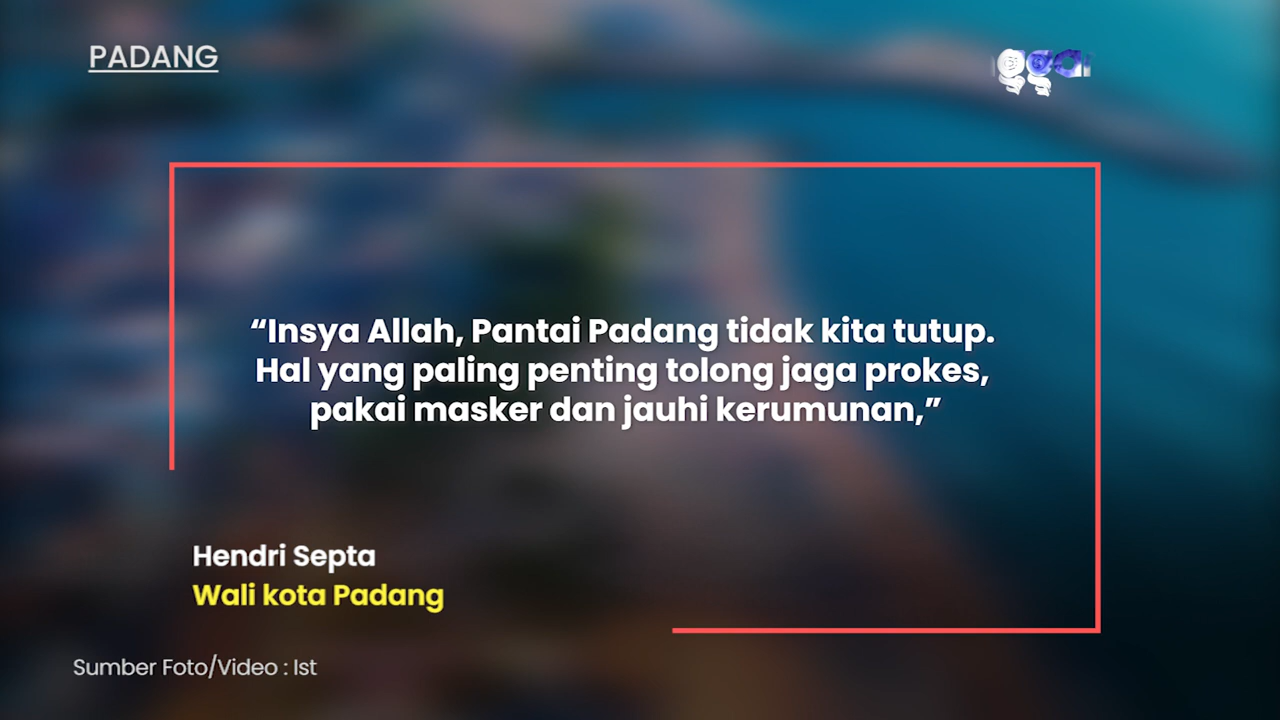 PADANG
“Insya Allah, Pantai Padang tidak kita tutup.
Hal yang paling penting tolong jaga prokes,
pakai masker dan jauhi kerumunan,”
Hendri Septa
Wali kota Padang
Sumber Foto/Video : Ist